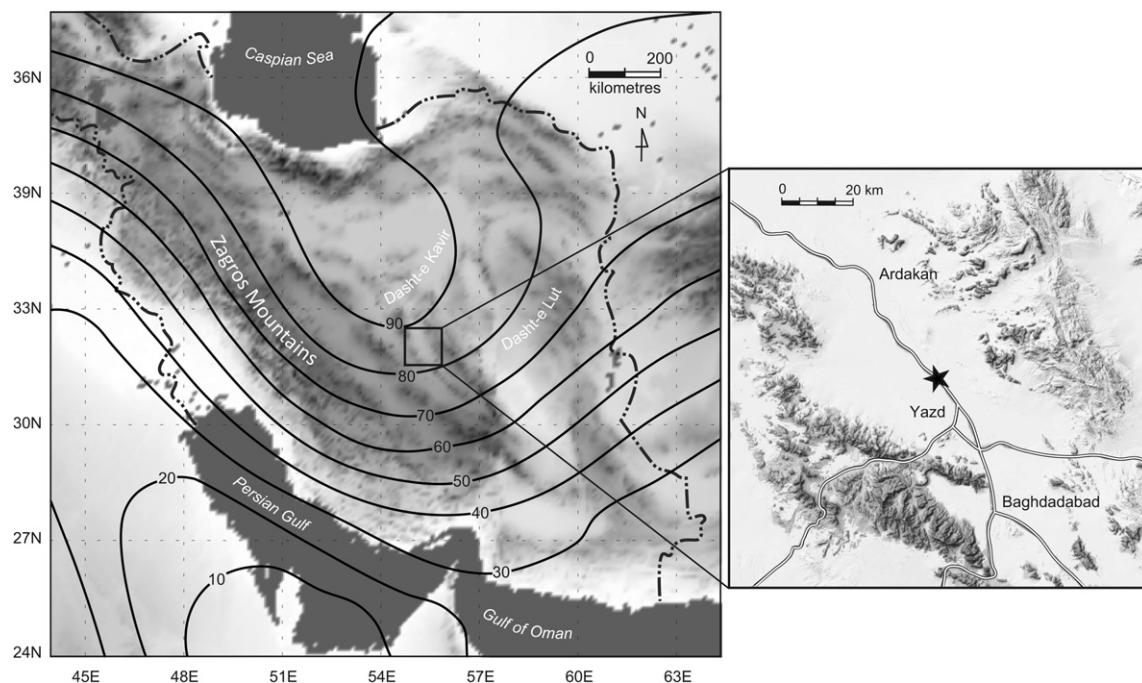 Caspian Sea
0 200
kilometres
N
36N
39N
33N
30N
27N
24N
Zagros Mountains
Dasht-e Kavir
Dasht-e Lut
90
80
70
60
50
40
30
20
10
Persian Gulf
Gulf of Oman
45E 48E 51E 54E 57E 60E 63E
0 20 km
Ardakan
Yazd
Baghdadabad